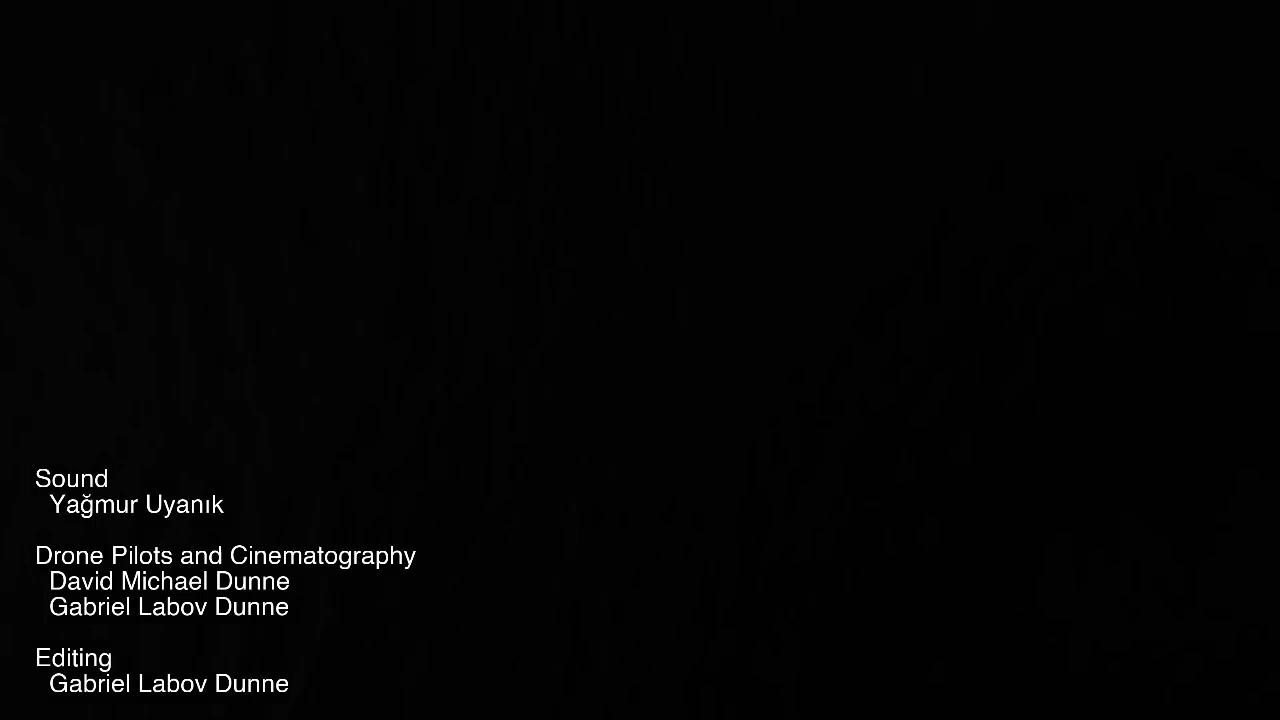 Sound
Yağmur Uyanık
Drone Pilots and Cinematography
David Michael Dunne
Gabriel Labov Dunne
Editing
Gabriel Labov Dunne